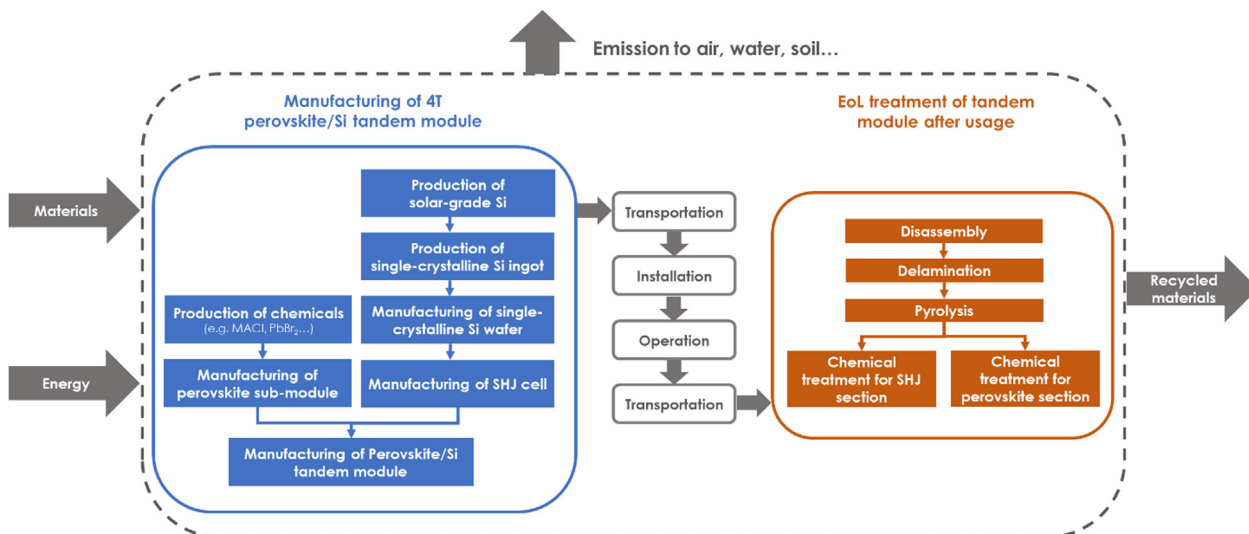 Emission to air, water, soil...
Manufacturing of 4T
perovskite/Si tandem module
EoL treatment of tandem
module after usage
Materials
Energy
Production of
solar-grade Si
Production of
single-crystalline Si ingot
Production of chemicals
(e.g. MACl, PbBr₂...)
Manufacturing of single-
crystalline Si wafer
Manufacturing of
perovskite sub-module
Manufacturing of SHJ cell
Manufacturing of Perovskite/Si
tandem module
Transportation
Installation
Operation
Transportation
Disassembly
Delamination
Pyrolysis
Chemical
treatment for SHJ
section
Chemical
treatment for
perovskite section
Recycled
materials